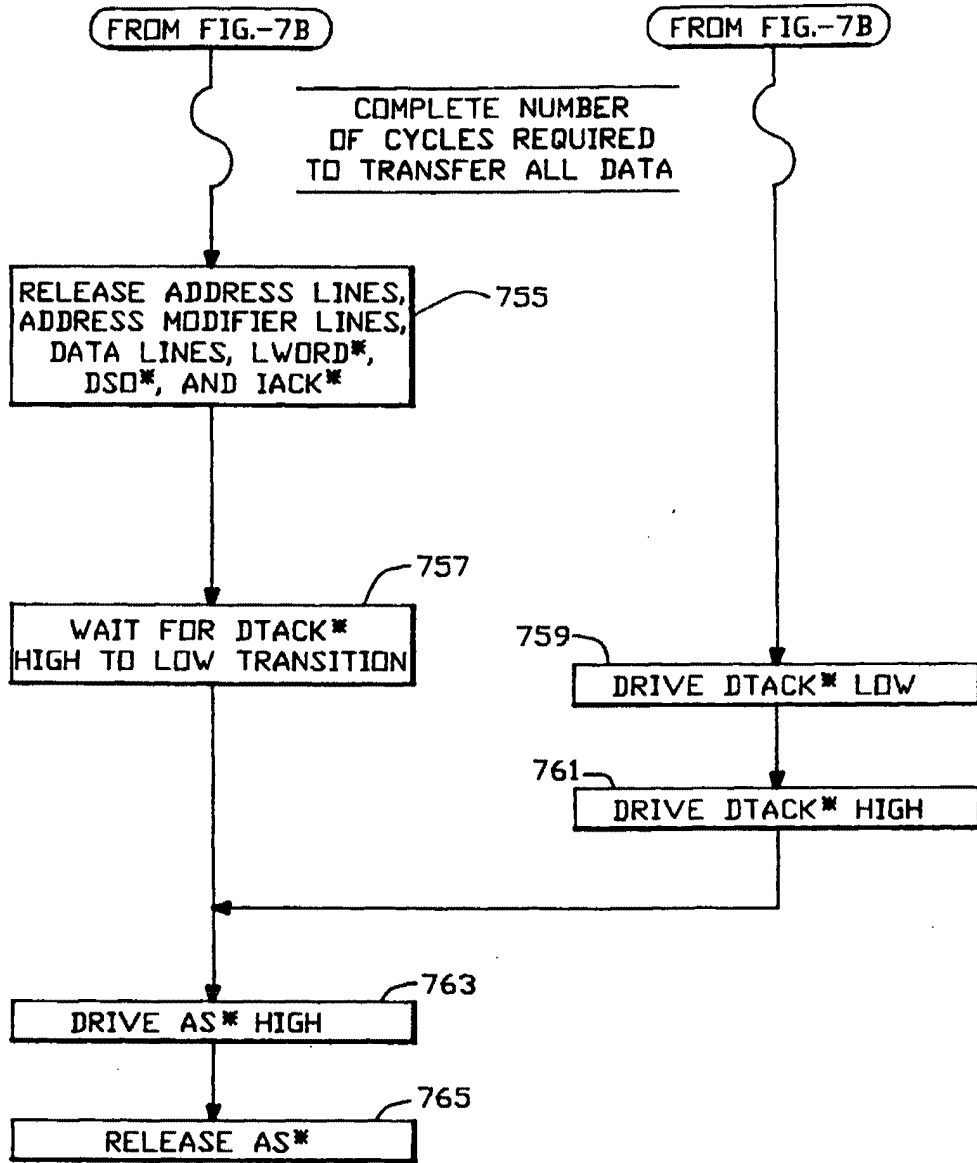 FROM FIG.-7B
FROM FIG.-7B
COMPLETE NUMBER
OF CYCLES REQUIRED
TO TRANSFER ALL DATA
RELEASE ADDRESS LINES,
ADDRESS MODIFIER LINES,
DATA LINES, LWORD*,
DS0*, AND IACK*
755
757
WAIT FOR DTACK*
HIGH TO LOW TRANSITION
759
DRIVE DTACK* LOW
761
DRIVE DTACK* HIGH
763
DRIVE AS* HIGH
765
RELEASE AS*